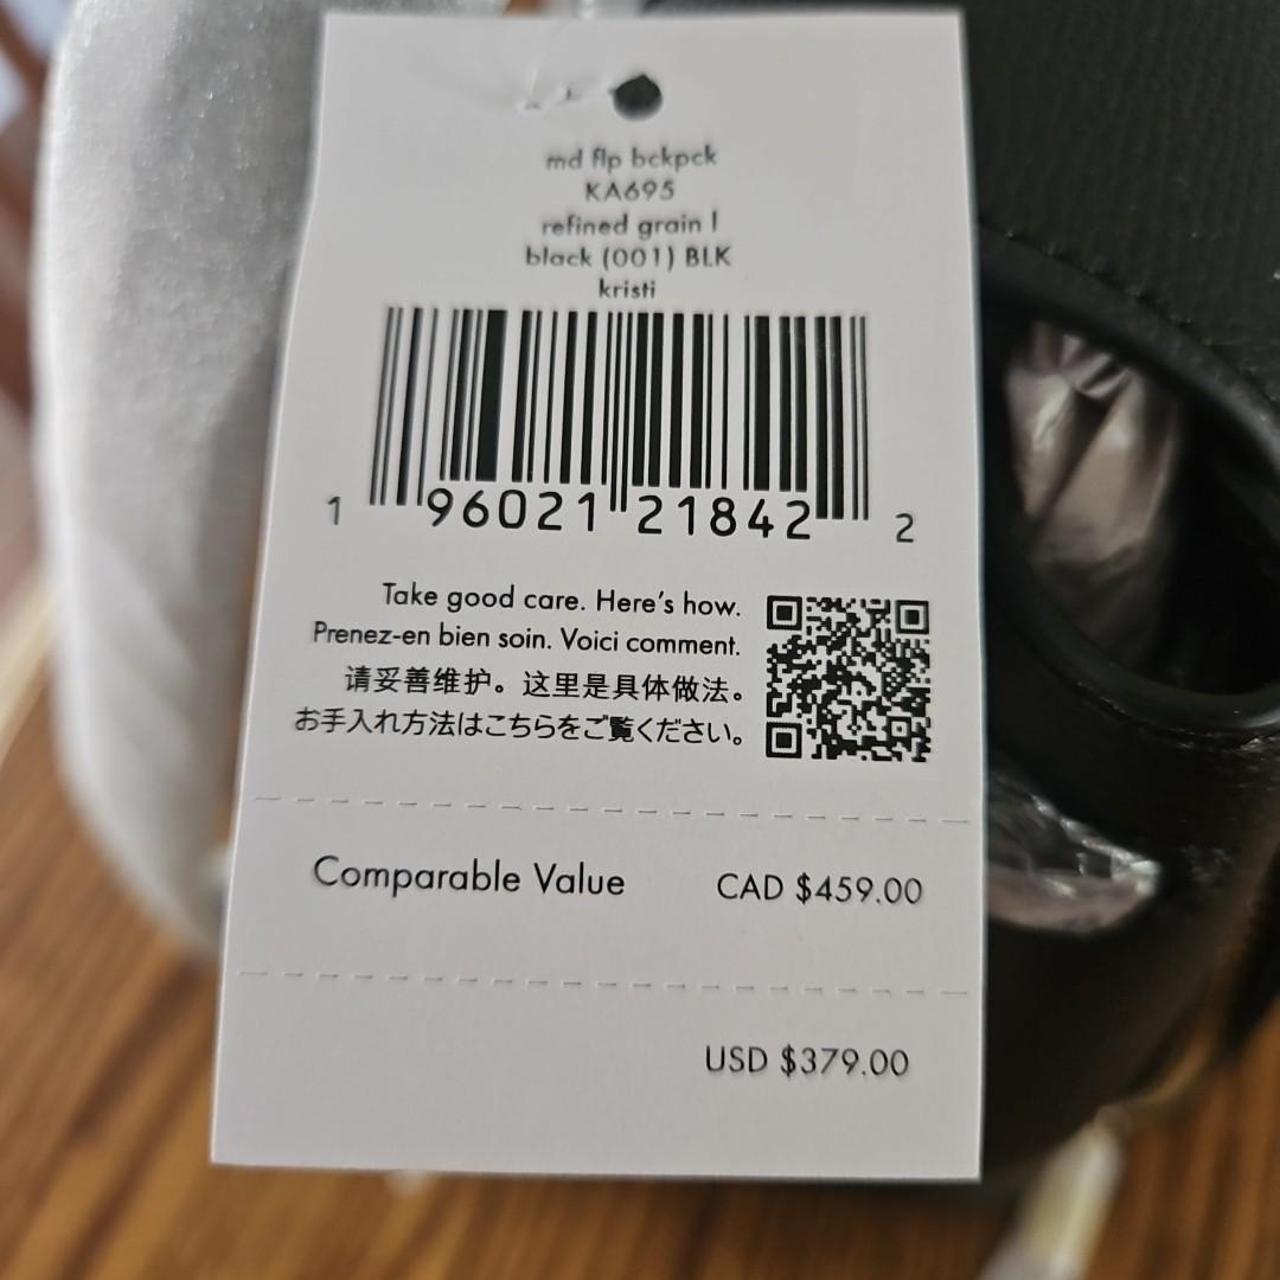 md flp bckpck
KA695
refined grain l
black (001) BLK
kristi
1 96021 21842 2
Take good care. Here's how.
Prenez-en bien soin. Voici comment.
请妥善维护。这里是具体做法。
お手入れ方法はこちらをご覧ください。
Comparable Value CAD $459.00
USD $379.00